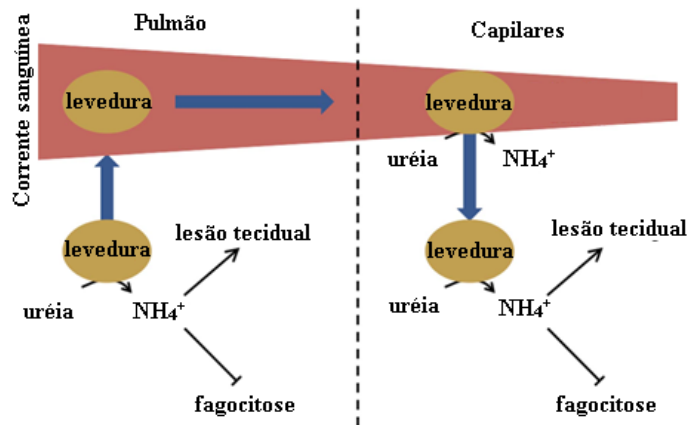 Pulmão
Capilares
Corrente sanguínea
levedura
levedura
uréia
NH₄⁺
levedura
lesão tecidual
uréia
NH₄⁺
fagocitose
levedura
lesão tecidual
uréia
NH₄⁺
fagocitose